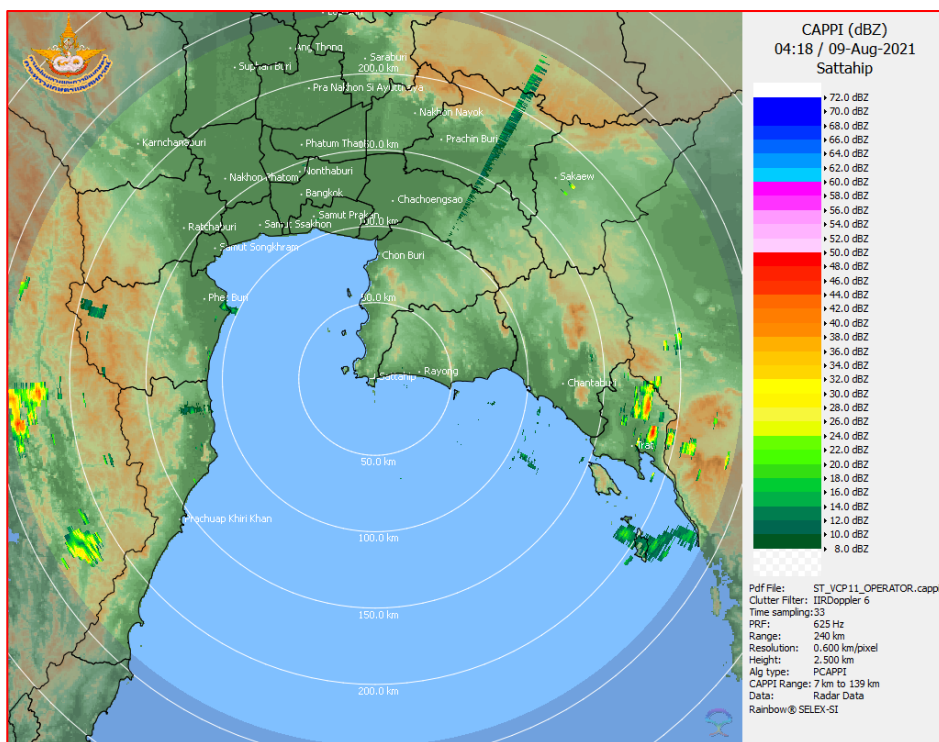 CAPPI (dBZ)
04:18 / 09-Aug-2021
Sattahip
72.0 dBZ
70.0 dBZ
68.0 dBZ
66.0 dBZ
64.0 dBZ
62.0 dBZ
60.0 dBZ
58.0 dBZ
56.0 dBZ
54.0 dBZ
52.0 dBZ
50.0 dBZ
48.0 dBZ
46.0 dBZ
44.0 dBZ
42.0 dBZ
40.0 dBZ
38.0 dBZ
36.0 dBZ
34.0 dBZ
32.0 dBZ
30.0 dBZ
28.0 dBZ
26.0 dBZ
24.0 dBZ
22.0 dBZ
20.0 dBZ
18.0 dBZ
16.0 dBZ
14.0 dBZ
12.0 dBZ
10.0 dBZ
8.0 dBZ
Pdf File: ST_VCP11_OPERATOR.cappi
Clutter Filter: IIRDoppler 6
Time sampling:33
PRF: 625 Hz
Range: 240 km
Resolution: 0.600 km/pixel
Height: 2.500 km
Alg type: PCAPPI
CAPPI Range: 7 km to 139 km
Data: Radar Data
Rainbow® SELEX-SI
Ang Thong
Saraburi
Suphan Buri
200.0 km
Pra Nakhon Si Ayutthaya
Nakhon Nayok
Karnchanaburi
Phatum Thani
Prachin Buri
Nonthaburi
Nakhon Phatom
Sakaew
Bangkok
Chachoengsao
Samut Prakan
100.0 km
Ratchaburi
Samut Ssakhon
Samut Songkhram
Chon Buri
Phet Buri
50.0 km
Rayong
Sattahip
Chantaburi
Trat
50.0 km
Prachuap Khiri Khan
100.0 km
150.0 km
200.0 km